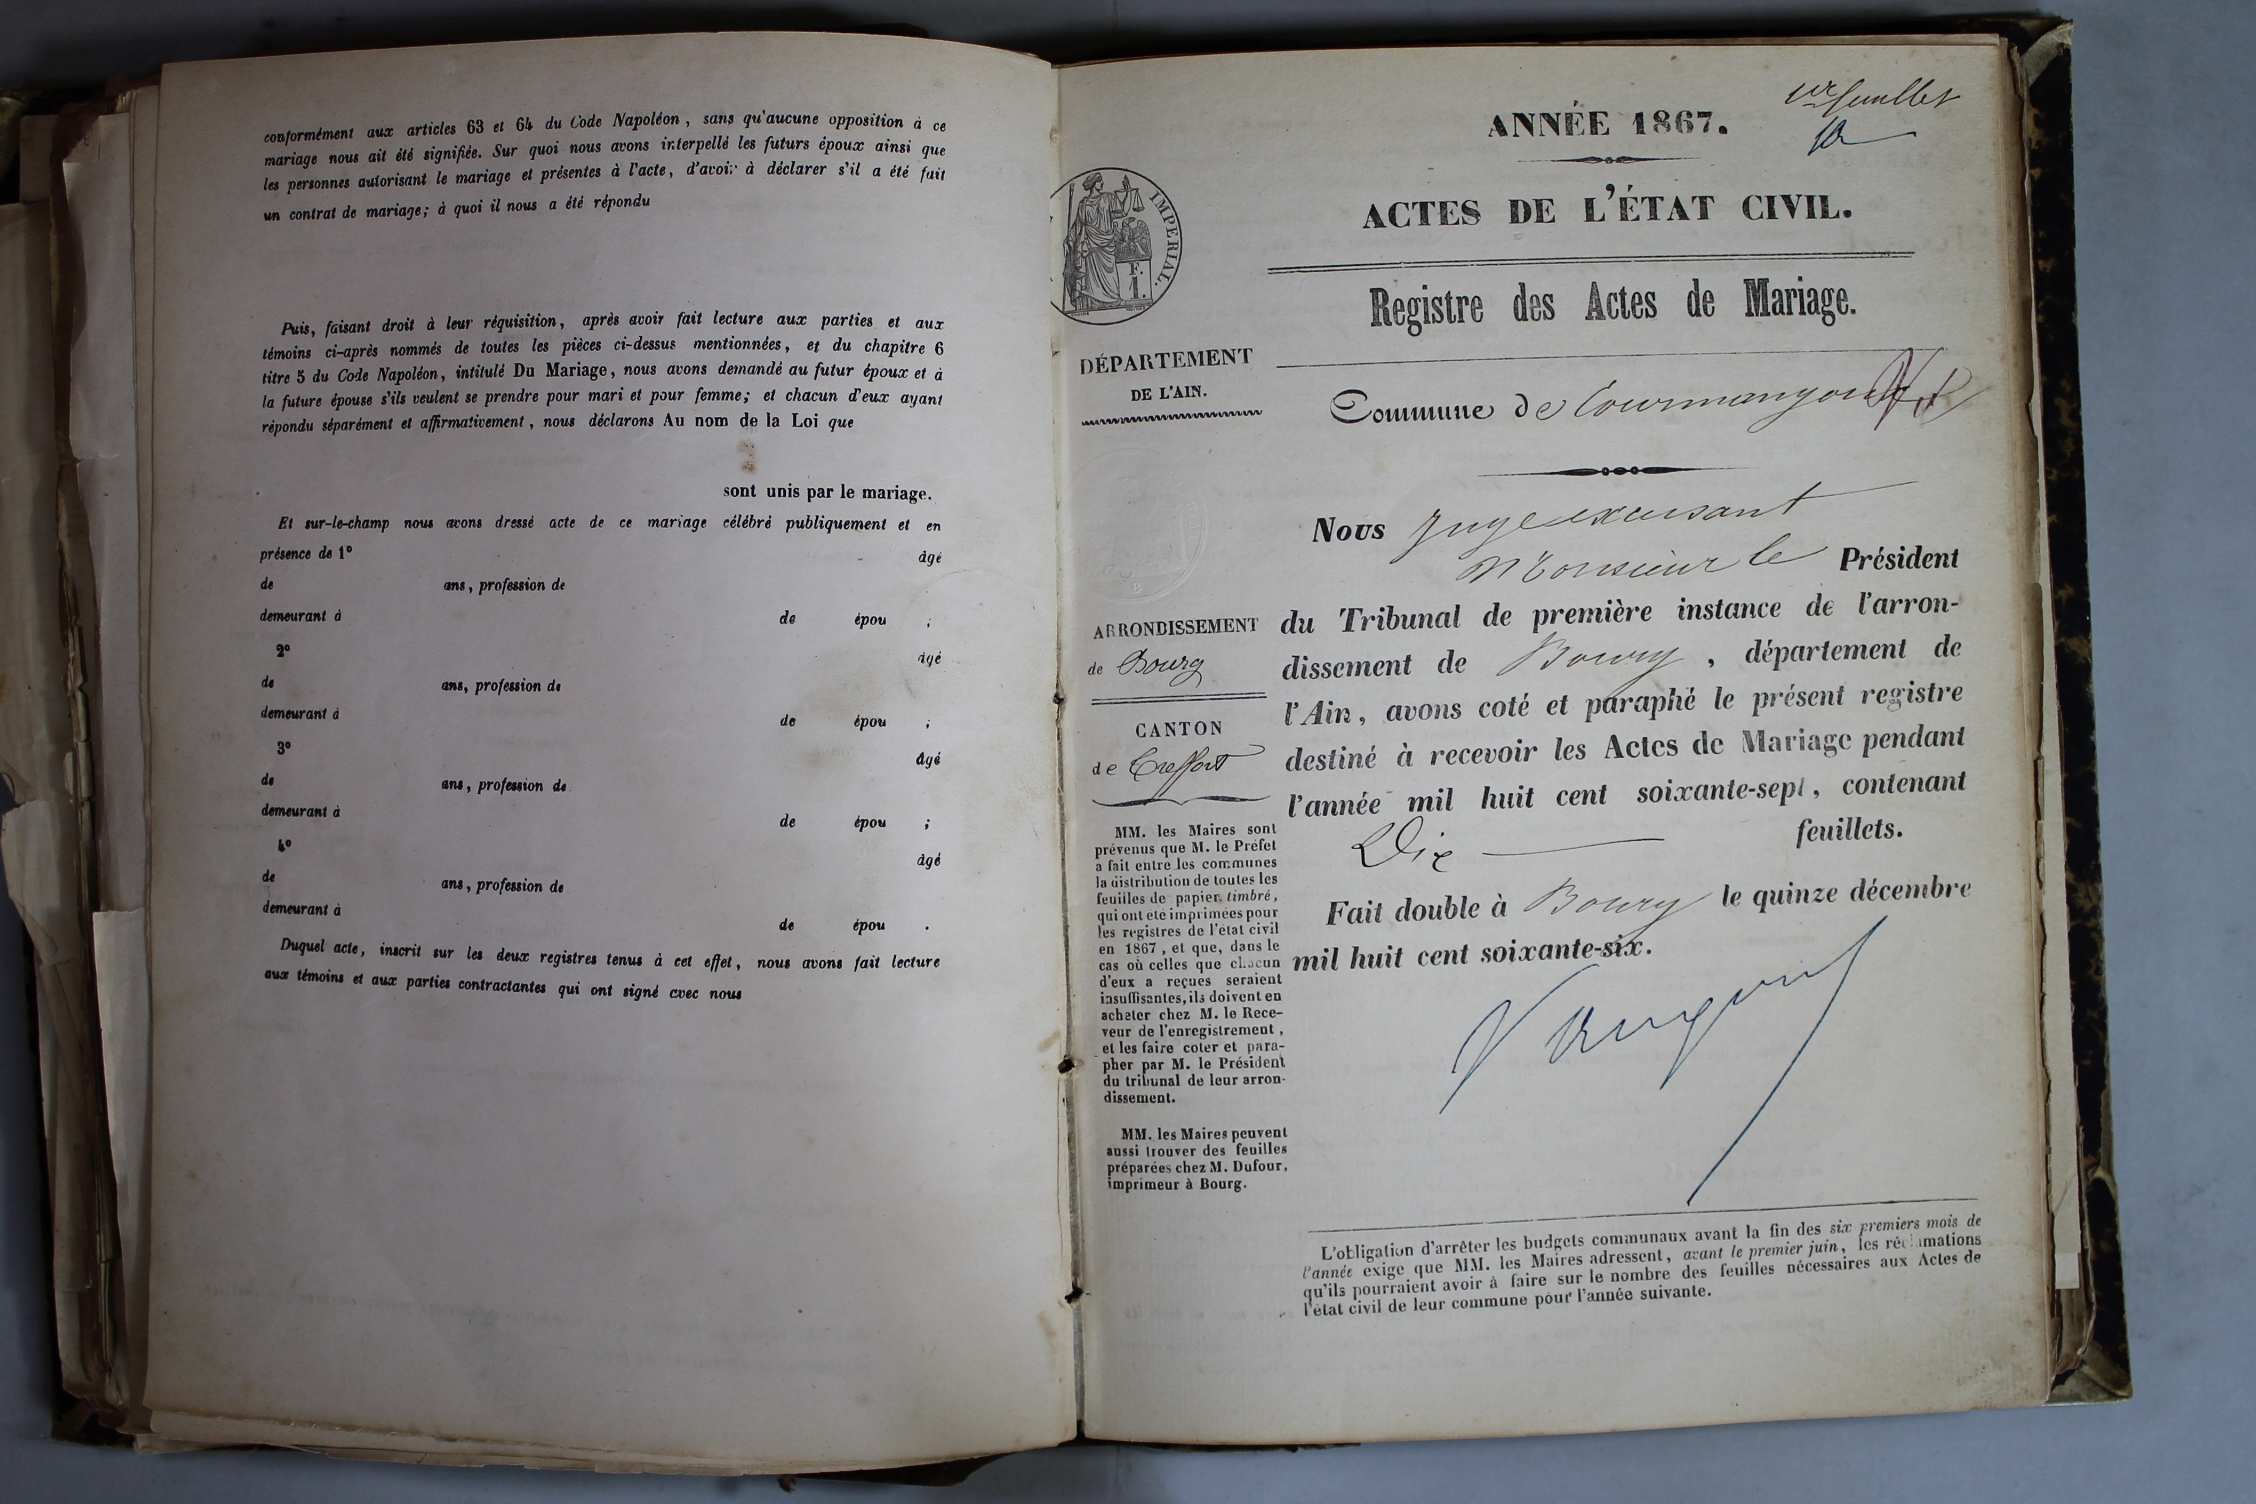 conformément aux articles 63 et 64 du Code Napoléon, sans qu'aucune opposition à ce
mariage nous ait été signifiée. Sur quoi nous avons interpellé les futurs époux ainsi que
les personnes autorisant le mariage et présentes à l'acte, d'avoir à déclarer s'il a été fait
un contrat de mariage; à quoi il nous a été répondu
Puis, faisant droit à leur réquisition, après avoir fait lecture aux parties et aux
témoins ci-après nommés de toutes les pièces ci-dessus mentionnées, et du chapitre 6
titre 5 du Code Napoléon, intitulé Du Mariage, nous avons demandé au futur époux et à
la future épouse s'ils veulent se prendre pour mari et pour femme; et chacun d'eux ayant
répondu séparément et affirmativement, nous déclarons Au nom de la Loi que
sont unis par le mariage.
Et sur-le-champ nous avons dressé acte de ce mariage célébré publiquement et en
présence de 1° âgé
de ans, profession de
demeurant à de épou ;
2° âgé
de ans, profession de
demeurant à de épou ;
3° âgé
de ans, profession de
demeurant à de épou ;
4° âgé
de ans, profession de
demeurant à de épou .
Duquel acte, inscrit sur les deux registres tenus à cet effet, nous avons fait lecture
aux témoins et aux parties contractantes qui ont signé avec nous
1er feuillet
ANNÉE 1867.
ACTES DE L'ÉTAT CIVIL.
IMPERIAL.
F.
1.
Registre des Actes de Mariage.
DÉPARTEMENT
DE L'AIN.
Commune de Courmangoux
Nous Juge excusant
Monsieur le Président
du Tribunal de première instance de l'arron-
dissement de Bourg, département de
l'Ain, avons coté et paraphé le présent registre
destiné à recevoir les Actes de Mariage pendant
l'année mil huit cent soixante-sept, contenant
Dix feuillets.
Fait double à Bourg le quinze décembre
mil huit cent soixante-six.
ARRONDISSEMENT
de Bourg
CANTON
de Treffort
MM. les Maires sont
prévenus que M. le Préfet
a fait entre les communes
la distribution de toutes les
feuilles de papier timbré,
qui ont été imprimées pour
les registres de l'état civil
en 1867, et que, dans le
cas où celles que chacun
d'eux a reçues seraient
insuffisantes, ils doivent en
acheter chez M. le Rece-
veur de l'enregistrement,
et les faire coter et para-
pher par M. le Président
du tribunal de leur arron-
dissement.
MM. les Maires peuvent
aussi trouver des feuilles
préparées chez M. Dufour,
imprimeur à Bourg.
L'obligation d'arrêter les budgets communaux avant la fin des six premiers mois de
l'année exige que MM. les Maires adressent, avant le premier juin, les réclamations
qu'ils pourraient avoir à faire sur le nombre des feuilles nécessaires aux Actes de
l'état civil de leur commune pour l'année suivante.